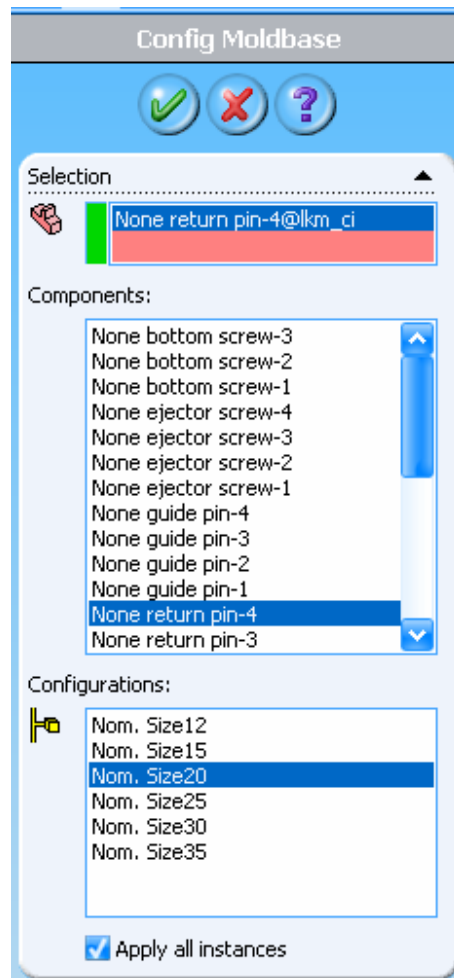 Config Moldbase
?
Selection
None return pin-4@lkm_ci
Components:
None bottom screw-3
None bottom screw-2
None bottom screw-1
None ejector screw-4
None ejector screw-3
None ejector screw-2
None ejector screw-1
None guide pin-4
None guide pin-3
None guide pin-2
None guide pin-1
None return pin-4
None return pin-3
Configurations:
Nom. Size12
Nom. Size15
Nom. Size20
Nom. Size25
Nom. Size30
Nom. Size35
Apply all instances